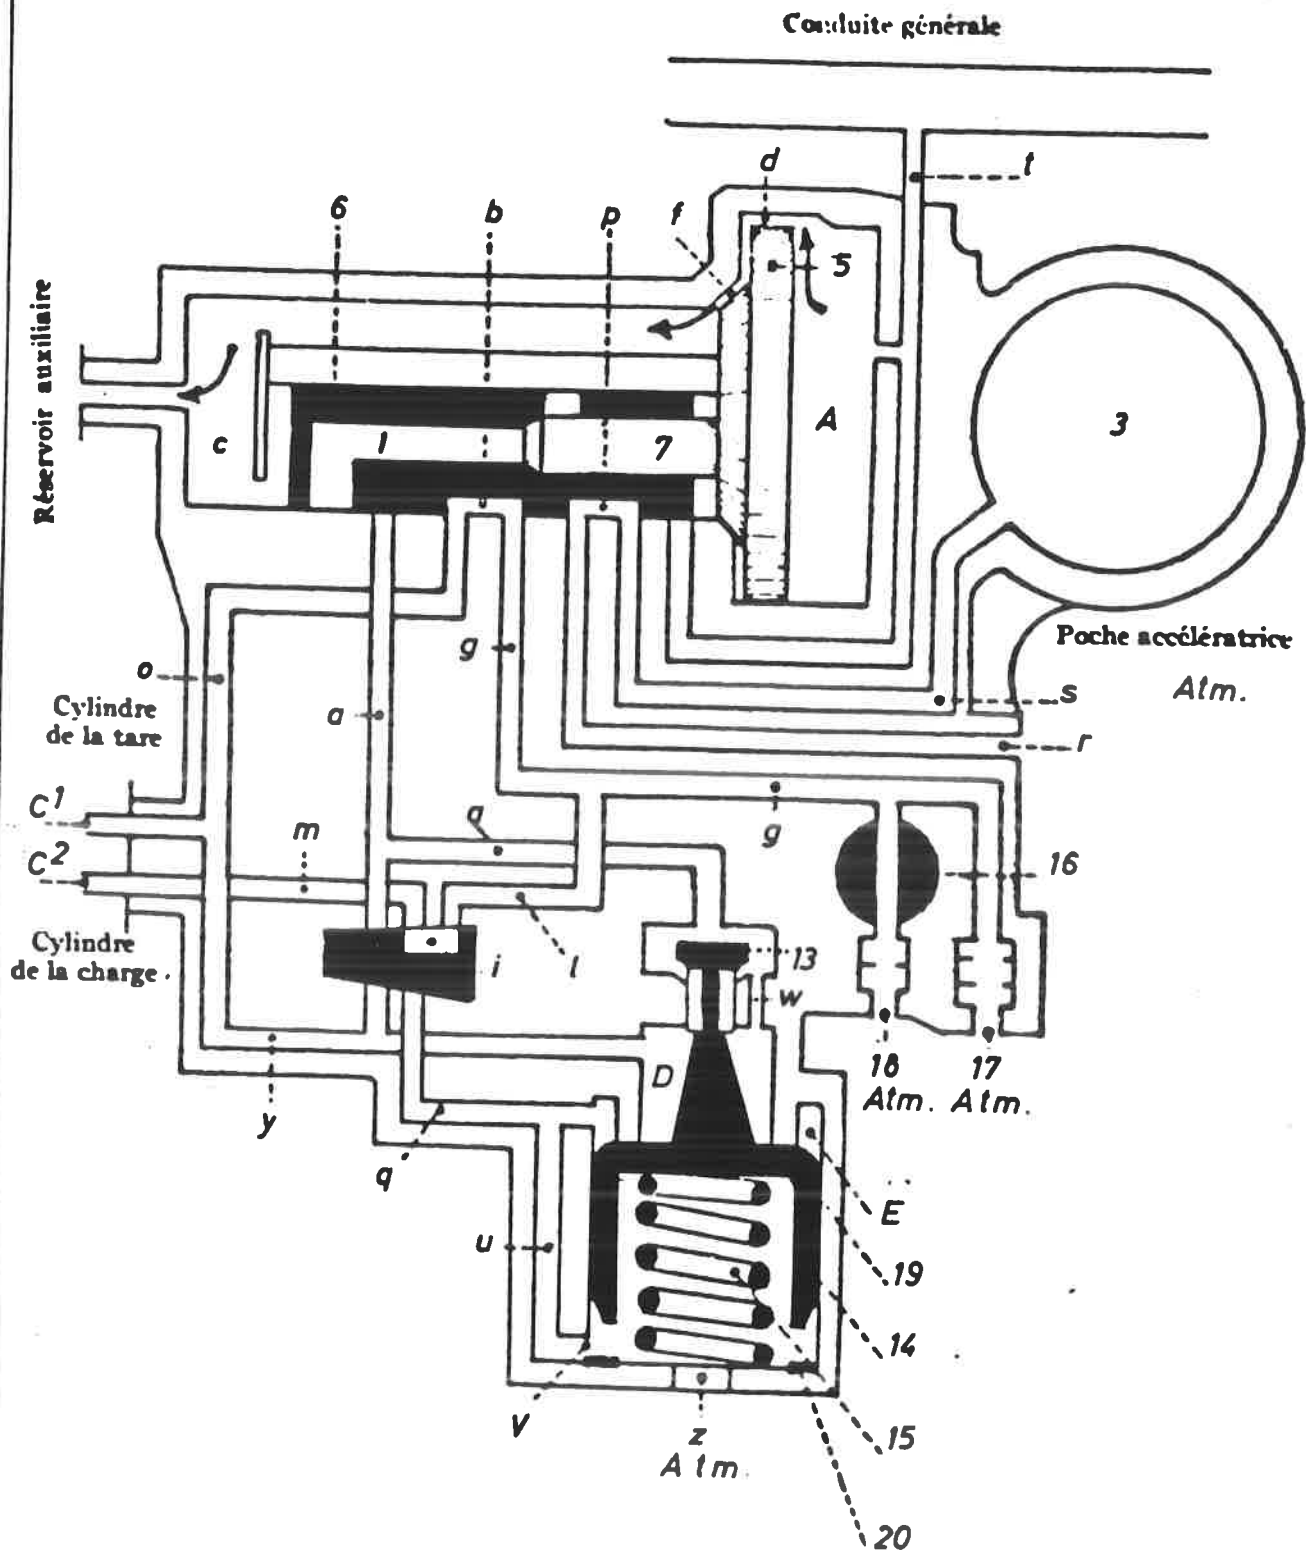 Conduite générale
d
t
6
b
p
f
5
Réservoir auxiliaire
c
1
7
A
3
Poche accélératrice
Atm.
o
g
a
s
r
Cylindre
de la tare
C1
m
a
g
C2
16
Cylindre
de la charge.
i
l
13
w
D
18
Atm.
17
Atm.
y
q
E
u
19
14
V
z
Atm
15
20